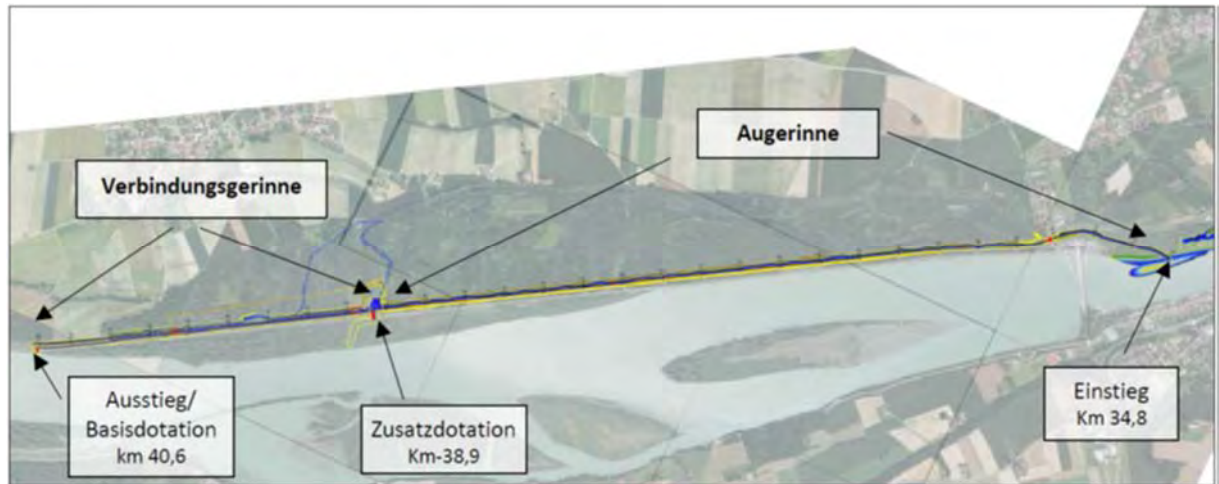 Augerinne
Verbindungsgerinne
Ausstieg/
Basisdotation
km 40,6
Zusatzdotation
Km-38,9
Einstieg
Km 34,8